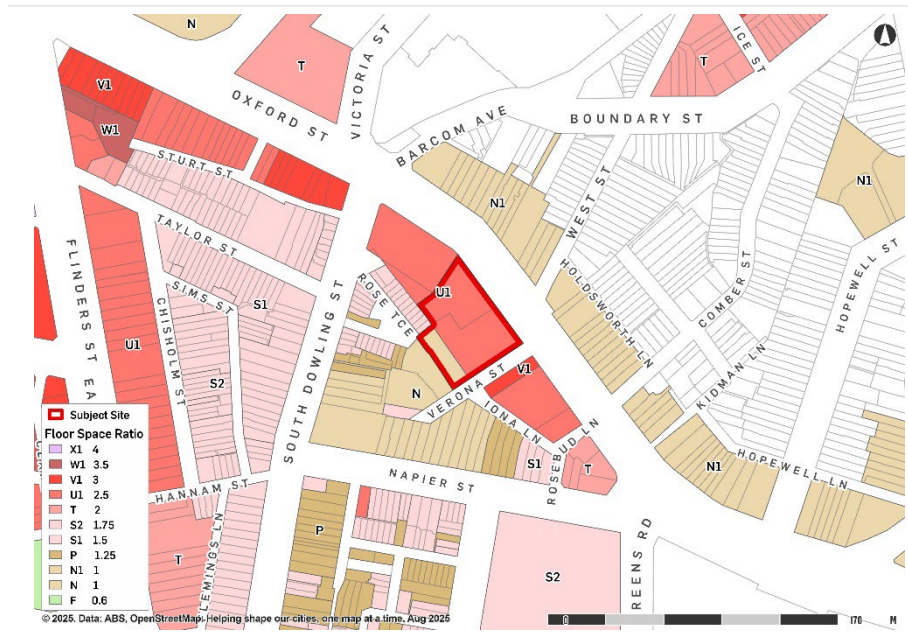 N
T
VICTORIA ST
ICE ST
T
V1
OXFORD ST
BARCOM AVE
BOUNDARY ST
W1
STURT ST
N1
WEST ST
N1
TAYLOR ST
FLINDERS ST EA
SIMS ST
CHISHOLM ST
S1
U1
S2
SOUTH DOWLING ST
ROSE TCE
U1
HOLDSWORTH LN
COMBER ST
HOPEWELL ST
KIDMAN LN
V1
N
VERONA ST
IONA LN
ROSEBUD LN
S1
T
NAPIER ST
N1
HOPEWELL LN
HANNAM ST
FLEMINGS LN
P
T
S2
GREENS RD
Subject Site
Floor Space Ratio
X1 4
W1 3.5
V1 3
U1 2.5
T 2
S2 1.75
S1 1.5
P 1.25
N1 1
N 1
F 0.6
© 2025. Data: ABS, OpenStreetMap. Helping shape our cities, one map at a time. Aug 2025
0 170 M